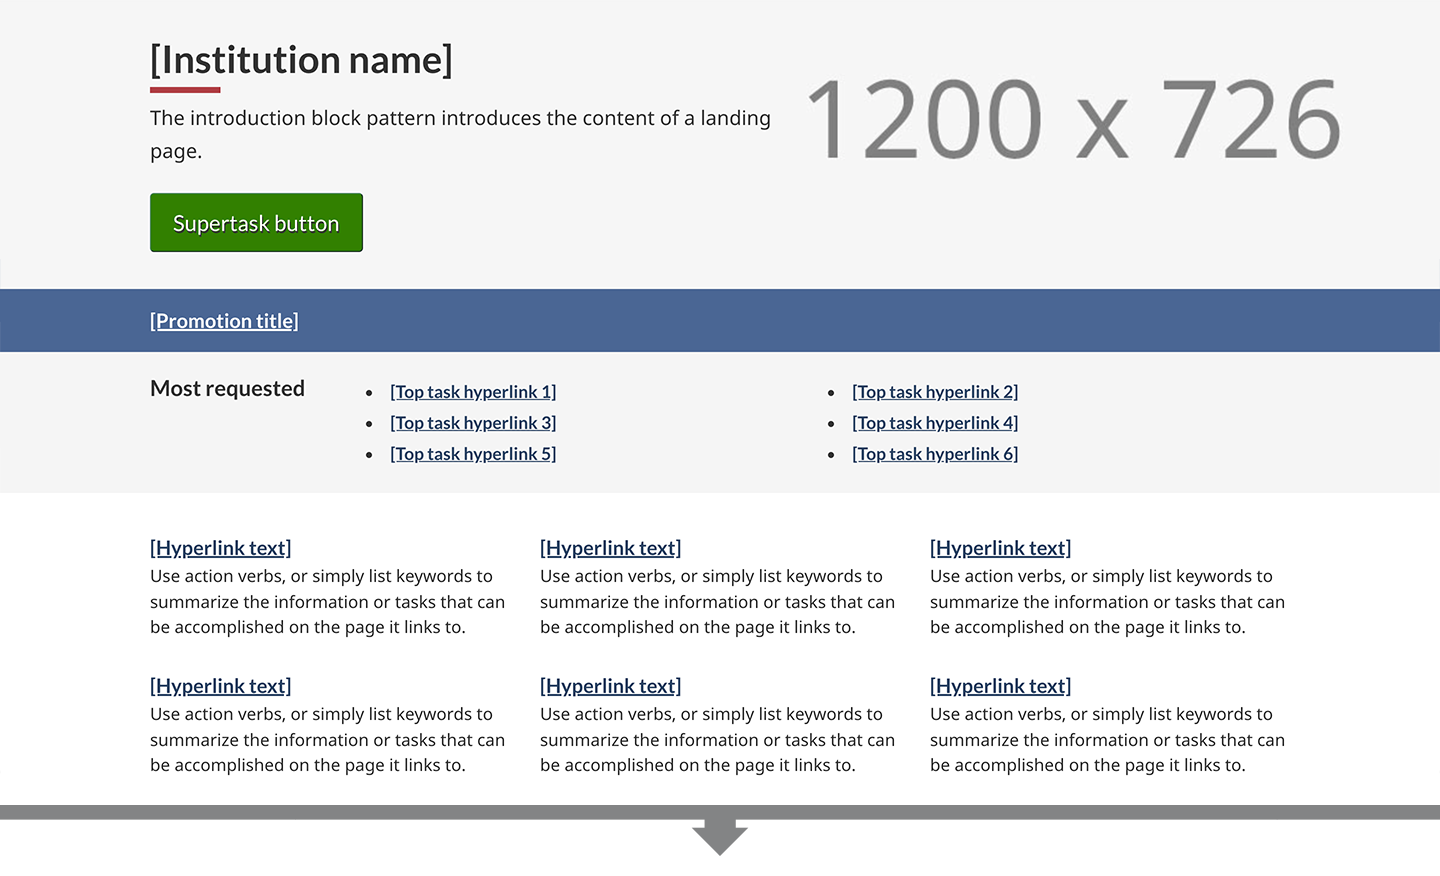 [Institution name]
The introduction block pattern introduces the content of a landing
page.
1200 x 726
Supertask button
[Promotion title]
Most requested
[Top task hyperlink 1]
[Top task hyperlink 2]
[Top task hyperlink 3]
[Top task hyperlink 4]
[Top task hyperlink 5]
[Top task hyperlink 6]
[Hyperlink text]
Use action verbs, or simply list keywords to
summarize the information or tasks that can
be accomplished on the page it links to.
[Hyperlink text]
Use action verbs, or simply list keywords to
summarize the information or tasks that can
be accomplished on the page it links to.
[Hyperlink text]
Use action verbs, or simply list keywords to
summarize the information or tasks that can
be accomplished on the page it links to.
[Hyperlink text]
Use action verbs, or simply list keywords to
summarize the information or tasks that can
be accomplished on the page it links to.
[Hyperlink text]
Use action verbs, or simply list keywords to
summarize the information or tasks that can
be accomplished on the page it links to.
[Hyperlink text]
Use action verbs, or simply list keywords to
summarize the information or tasks that can
be accomplished on the page it links to.